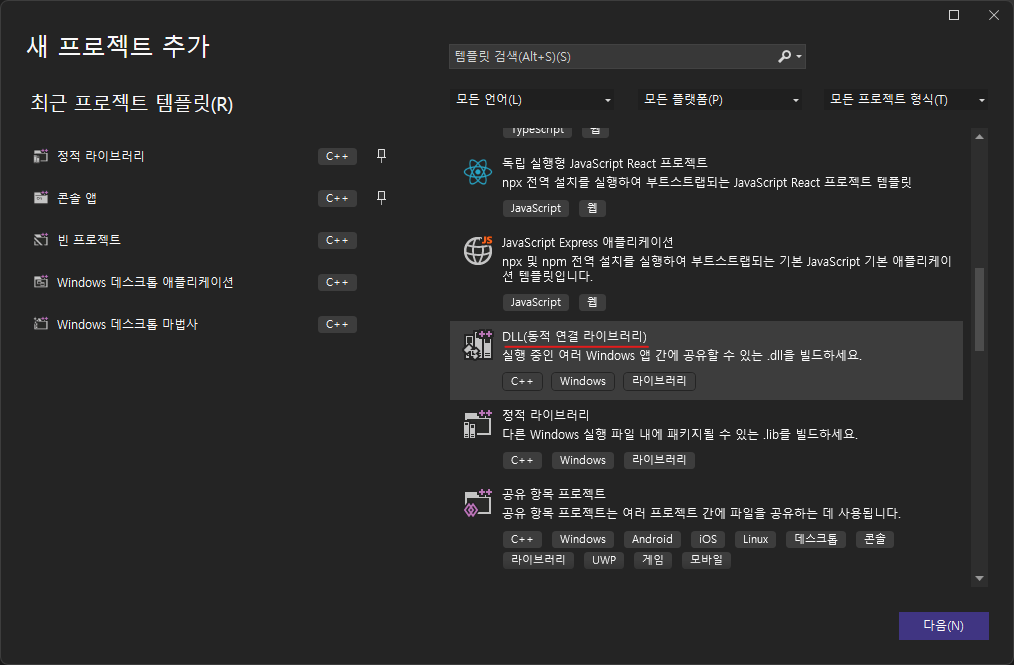 새 프로젝트 추가
최근 프로젝트 템플릿(R)
정적 라이브러리 C++
콘솔 앱 C++
빈 프로젝트 C++
Windows 데스크톱 애플리케이션 C++
Windows 데스크톱 마법사 C++
템플릿 검색(Alt+S)(S)
모든 언어(L) 모든 플랫폼(P) 모든 프로젝트 형식(T)
Typescript 웹
독립 실행형 JavaScript React 프로젝트
npx 전역 설치를 실행하여 부트스트랩되는 JavaScript React 프로젝트 템플릿
JavaScript 웹
JS
JavaScript Express 애플리케이션
npx 및 npm 전역 설치를 실행하여 부트스트랩되는 기본 JavaScript 기본 애플리케이
션 템플릿입니다.
JavaScript 웹
DLL(동적 연결 라이브러리)
실행 중인 여러 Windows 앱 간에 공유할 수 있는 .dll을 빌드하세요.
C++ Windows 라이브러리
정적 라이브러리
다른 Windows 실행 파일 내에 패키지될 수 있는 .lib를 빌드하세요.
C++ Windows 라이브러리
공유 항목 프로젝트
공유 항목 프로젝트는 여러 프로젝트 간에 파일을 공유하는 데 사용됩니다.
C++ Windows Android iOS Linux 데스크톱 콘솔
라이브러리 UWP 게임 모바일
다음(N)